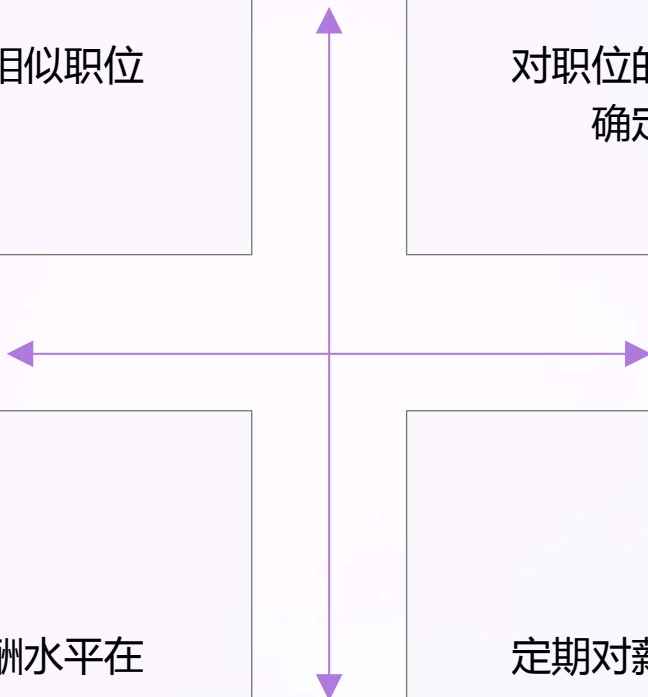 相似职位
对职位的
确定
酬水平在
定期对薪